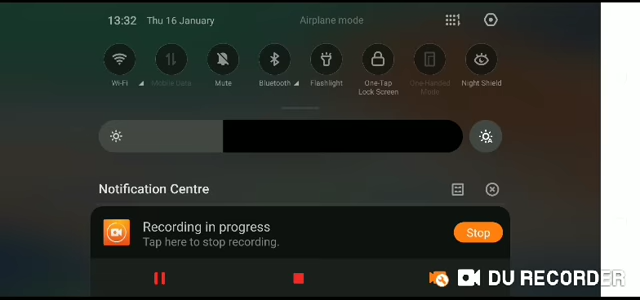 13:32 Thu 16 January Airplane mode
Wi-Fi Mobile Data Mute Bluetooth Flashlight One-Tap Lock Screen One-Handed Mode Night Shield
Notification Centre
Recording in progress
Tap here to stop recording.
Stop
DU RECORDER